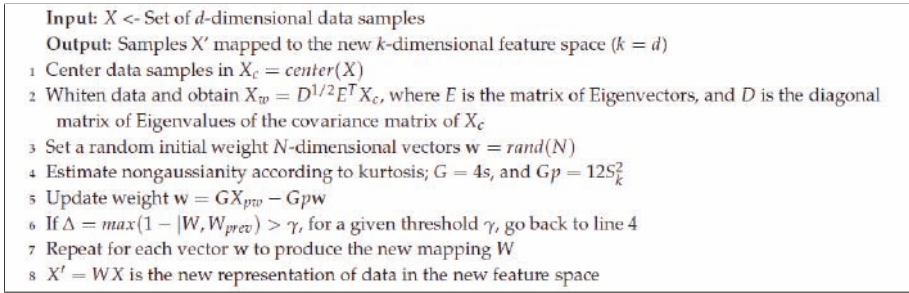 Input: X <- Set of d-dimensional data samples
Output: Samples X′ mapped to the new k-dimensional feature space (k = d)
1 Center data samples in X_c = center(X)
2 Whiten data and obtain X_w = D^{1/2}E^T X_c, where E is the matrix of Eigenvectors, and D is the diagonal
matrix of Eigenvalues of the covariance matrix of X_c
3 Set a random initial weight N-dimensional vectors w = rand(N)
4 Estimate nongaussianity according to kurtosis; G = 4s, and Gp = 12S_k^2
5 Update weight w = GX_{pw} − Gpw
6 If Δ = max(1 − |W, W_{prev}) > γ, for a given threshold γ, go back to line 4
7 Repeat for each vector w to produce the new mapping W
8 X′ = WX is the new representation of data in the new feature space